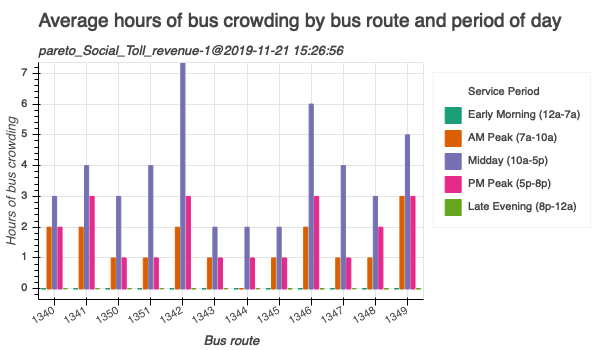 Average hours of bus crowding by bus route and period of day
pareto_Social_Toll_revenue-1@2019-11-21 15:26:56
7
6
5
4
3
2
1
0
Hours of bus crowding
1340
1341
1350
1351
1342
1343
1344
1345
1346
1347
1348
1349
Bus route
Service Period
Early Morning (12a-7a)
AM Peak (7a-10a)
Midday (10a-5p)
PM Peak (5p-8p)
Late Evening (8p-12a)